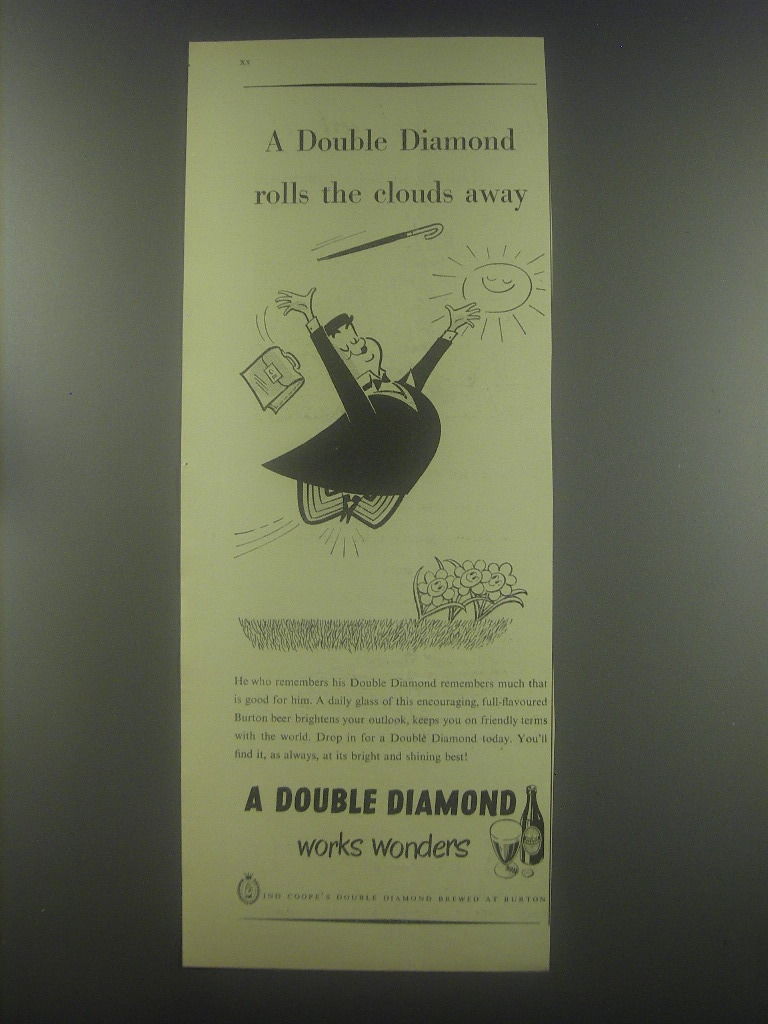 xx
A Double Diamond
rolls the clouds away
He who remembers his Double Diamond remembers much that
is good for him. A daily glass of this encouraging, full-flavoured
Burton beer brightens your outlook, keeps you on friendly terms
with the world. Drop in for a Double Diamond today. You'll
find it, as always, at its bright and shining best!
A DOUBLE DIAMOND
works wonders
IND COOPE'S DOUBLE DIAMOND BREWED AT BURTON